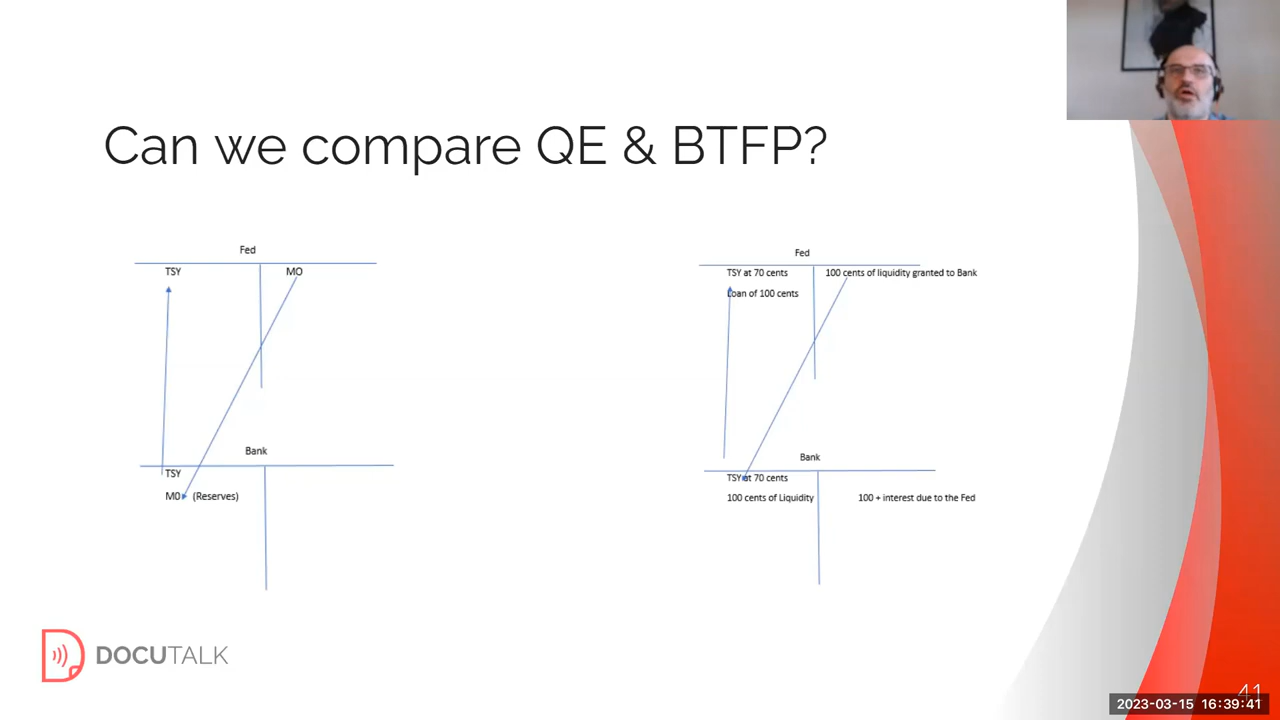 Can we compare QE & BTFP?
Fed
TSY MO
Bank
TSY
M0 (Reserves)
Fed
TSY at 70 cents 100 cents of liquidity granted to Bank
Loan of 100 cents
Bank
TSY at 70 cents
100 cents of Liquidity 100 + interest due to the Fed
DOCUTALK
41
2023-03-15 16:39:41